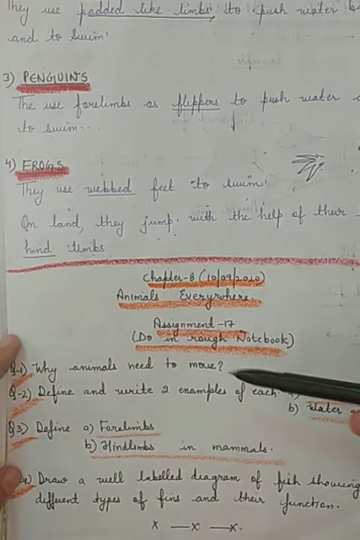 They use padded like limbs, to push water
and to swim.
3) PENGUINS
The use forelimbs as flippers to push water
to swim...
4) FROGS
They use webbed feet to swim.
On land, they jump with the help of their
hind limbs
Chapter-8 (10/09/2020)
Animals Everywhere
Assignment-17
(Do in rough Notebook)
Q-1) Why animals need to move?
Q-2) Define and write 2 examples of each
b) Water
Q3) Define a) Forelimbs
b) Hindlimbs in mammals.
Draw a well labelled diagram of fish showing
different types of fins and their function.
x — x — x.